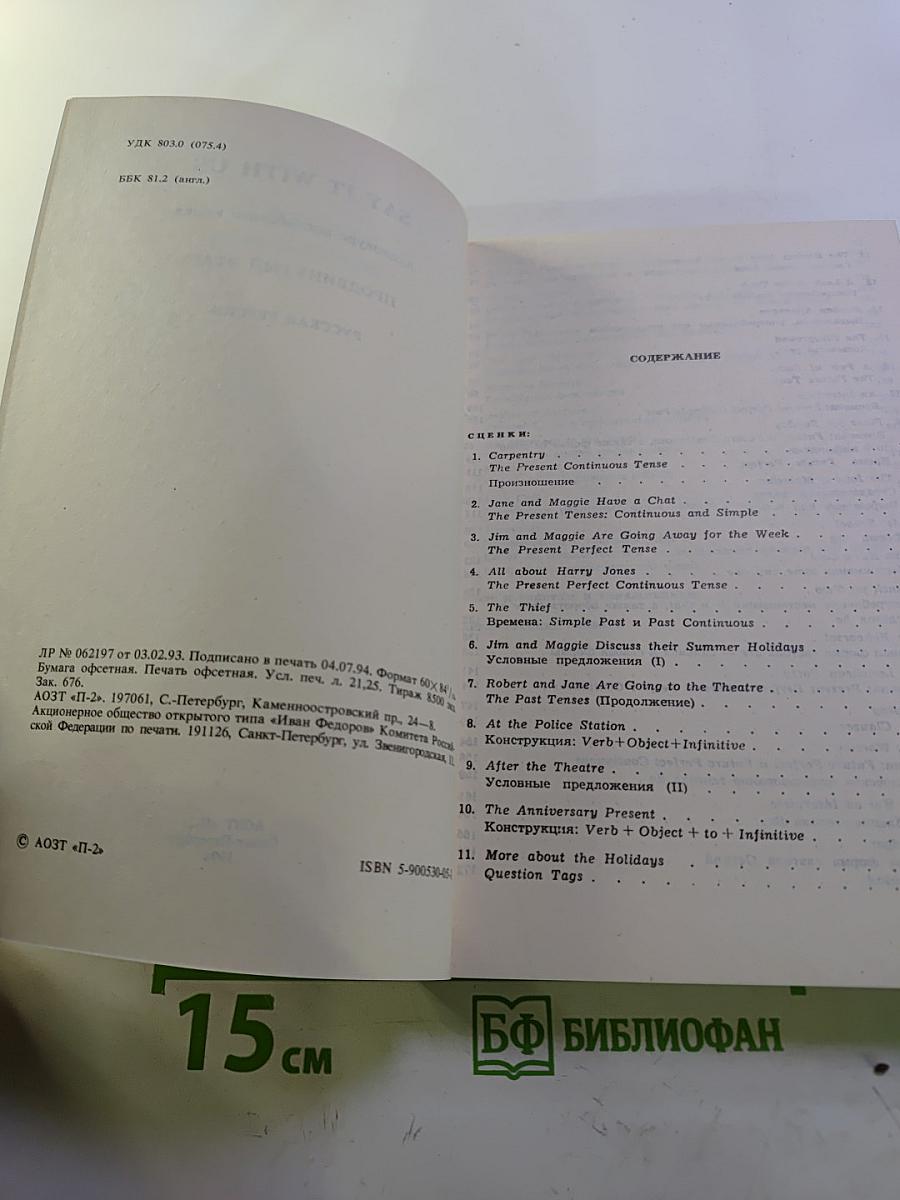 УДК 803.0 (075.4)
ББК 81.2 (англ.)
ЛР № 062197 от 03.02.93. Подписано в печать 04.07.94. Формат 60×84¹/
Бумага офсетная. Печать офсетная. Усл. печ. л. 21,25. Тираж 8500 экз.
Зак. 676.
АОЗТ «П-2». 197061, С.-Петербург, Каменноостровский пр., 24—8.
Акционерное общество открытого типа «Иван Федоров» Комитета Россий-
ской Федерации по печати. 191126, Санкт-Петербург, ул. Звенигородская, 11.
© АОЗТ «П-2»
ISBN 5-900530-05-
СОДЕРЖАНИЕ
СЦЕНКИ:
1. Carpentry
The Present Continuous Tense
Произношение
2. Jane and Maggie Have a Chat
The Present Tenses: Continuous and Simple
3. Jim and Maggie Are Going Away for the Week
The Present Perfect Tense
4. All about Harry Jones
The Present Perfect Continuous Tense
5. The Thief
Времена: Simple Past и Past Continuous
6. Jim and Maggie Discuss their Summer Holidays
Условные предложения (I)
7. Robert and Jane Are Going to the Theatre
The Past Tenses (Продолжение)
8. At the Police Station
Конструкция: Verb+Object+Infinitive
9. After the Theatre
Условные предложения (II)
10. The Anniversary Present
Конструкция: Verb + Object + to + Infinitive
11. More about the Holidays
Question Tags
15 см
БФ БИБЛИОФАН